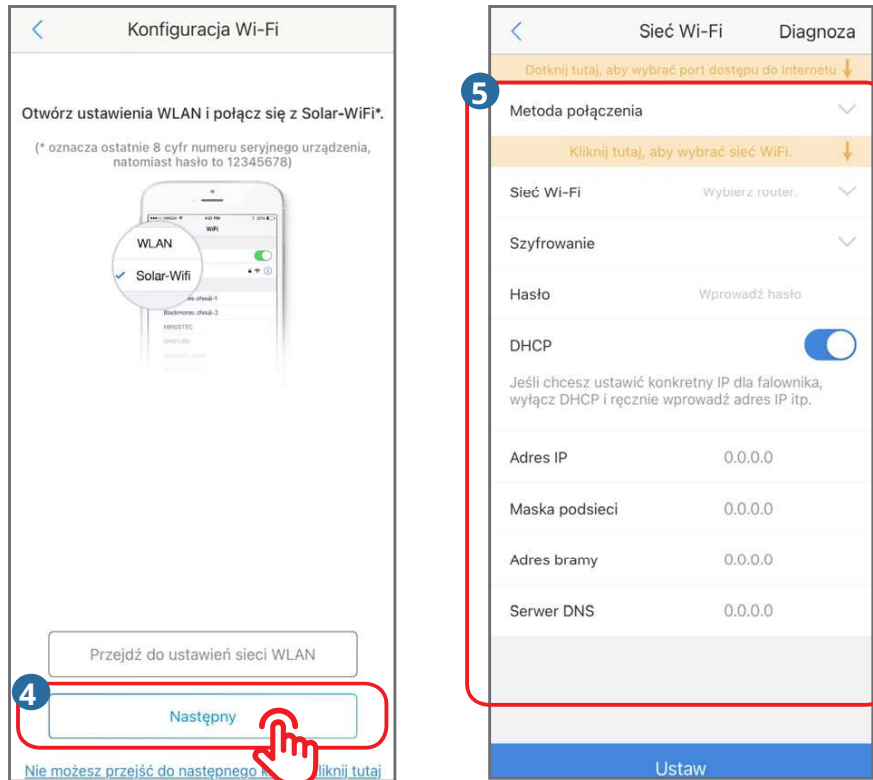 Konfiguracja Wi-Fi
Otwórz ustawienia WLAN i połącz się z Solar-WiFi*.
(* oznacza ostatnie 8 cyfr numeru seryjnego urządzenia,
natomiast hasło to 12345678)
WiFi
WLAN
Solar-Wifi
MINDSTEC
Przejdź do ustawień sieci WLAN
4
Następny
Nie możesz przejść do następnego liknij tutaj
Sieć Wi-Fi Diagnoza
Dotknij tutaj, aby wybrać port dostępu do Internetu
5
Metoda połączenia
Kliknij tutaj, aby wybrać sieć WiFi.
Sieć Wi-Fi Wybierz router.
Szyfrowanie
Hasło Wprowadź hasło
DHCP
Jeśli chcesz ustawić konkretny IP dla falownika,
wyłącz DHCP i ręcznie wprowadź adres IP itp.
Adres IP 0.0.0.0
Maska podsieci 0.0.0.0
Adres bramy 0.0.0.0
Serwer DNS 0.0.0.0
Ustaw